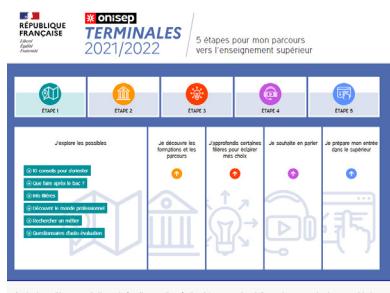 RÉPUBLIQUE
FRANÇAISE
Liberté
Égalité
Fraternité
onisep
TERMINALES
2021/2022
5 étapes pour mon parcours
vers l'enseignement supérieur
ÉTAPE 1
ÉTAPE 2
ÉTAPE 3
ÉTAPE 4
ÉTAPE 5
J'explore les possibles
10 conseils pour s'orienter
Que faire après le bac ?
Info filières
Découvrir le monde professionnel
Rechercher un métier
Questionnaires d'auto-évaluation
Je découvre les
formations et les
parcours
J'approfondis certaines
filières pour éclairer
mes choix
Je souhaite en parler
Je prépare mon entrée
dans le supérieur